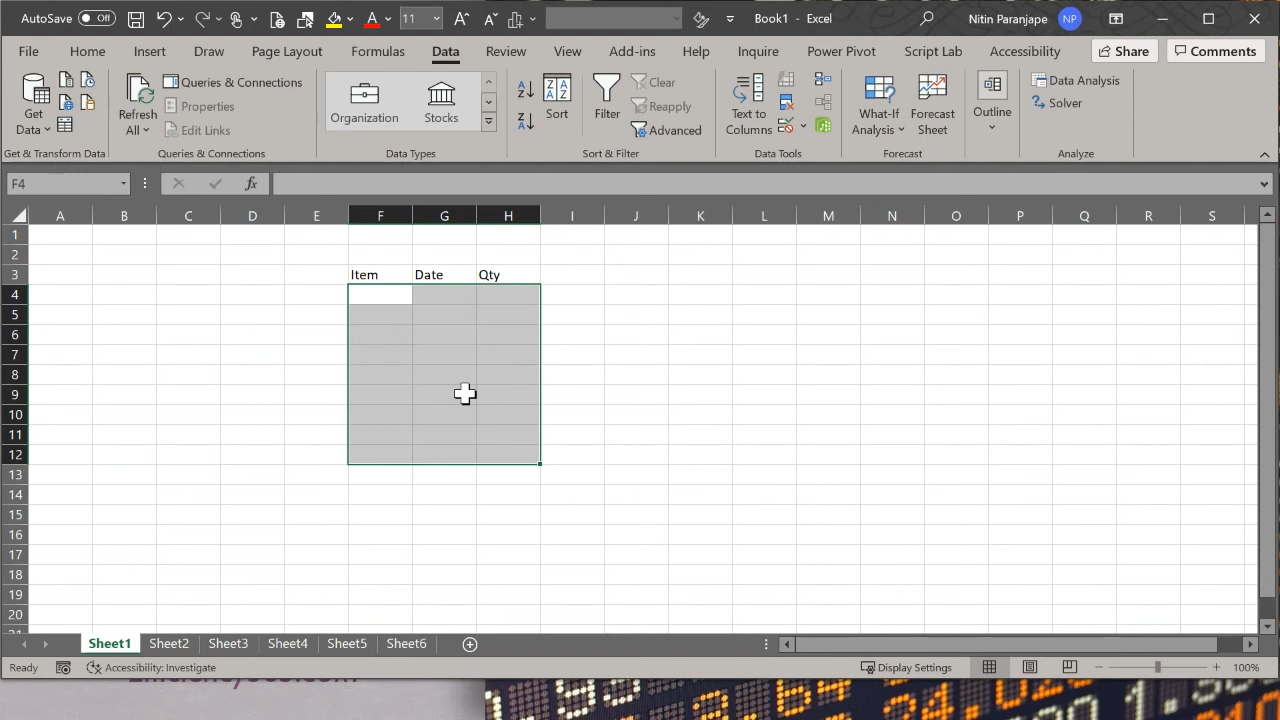 AutoSave Off 11 Book1 - Excel Nitin Paranjape NP
File Home Insert Draw Page Layout Formulas Data Review View Add-ins Help Inquire Power Pivot Script Lab Accessibility Share Comments
Get Data
Refresh All
Queries & Connections
Properties
Edit Links
Organization Stocks
Sort
Filter
Clear
Reapply
Advanced
Text to Columns
What-If Analysis
Forecast Sheet
Outline
Data Analysis
Solver
Get & Transform Data Queries & Connections Data Types Sort & Filter Data Tools Forecast Analyze
F4 fx
A B C D E F G H I J K L M N O P Q R S
1
2
3 Item Date Qty
4
5
6
7
8
9
10
11
12
13
14
15
16
17
18
19
20
Sheet1 Sheet2 Sheet3 Sheet4 Sheet5 Sheet6
Ready Accessibility: Investigate Display Settings 100%